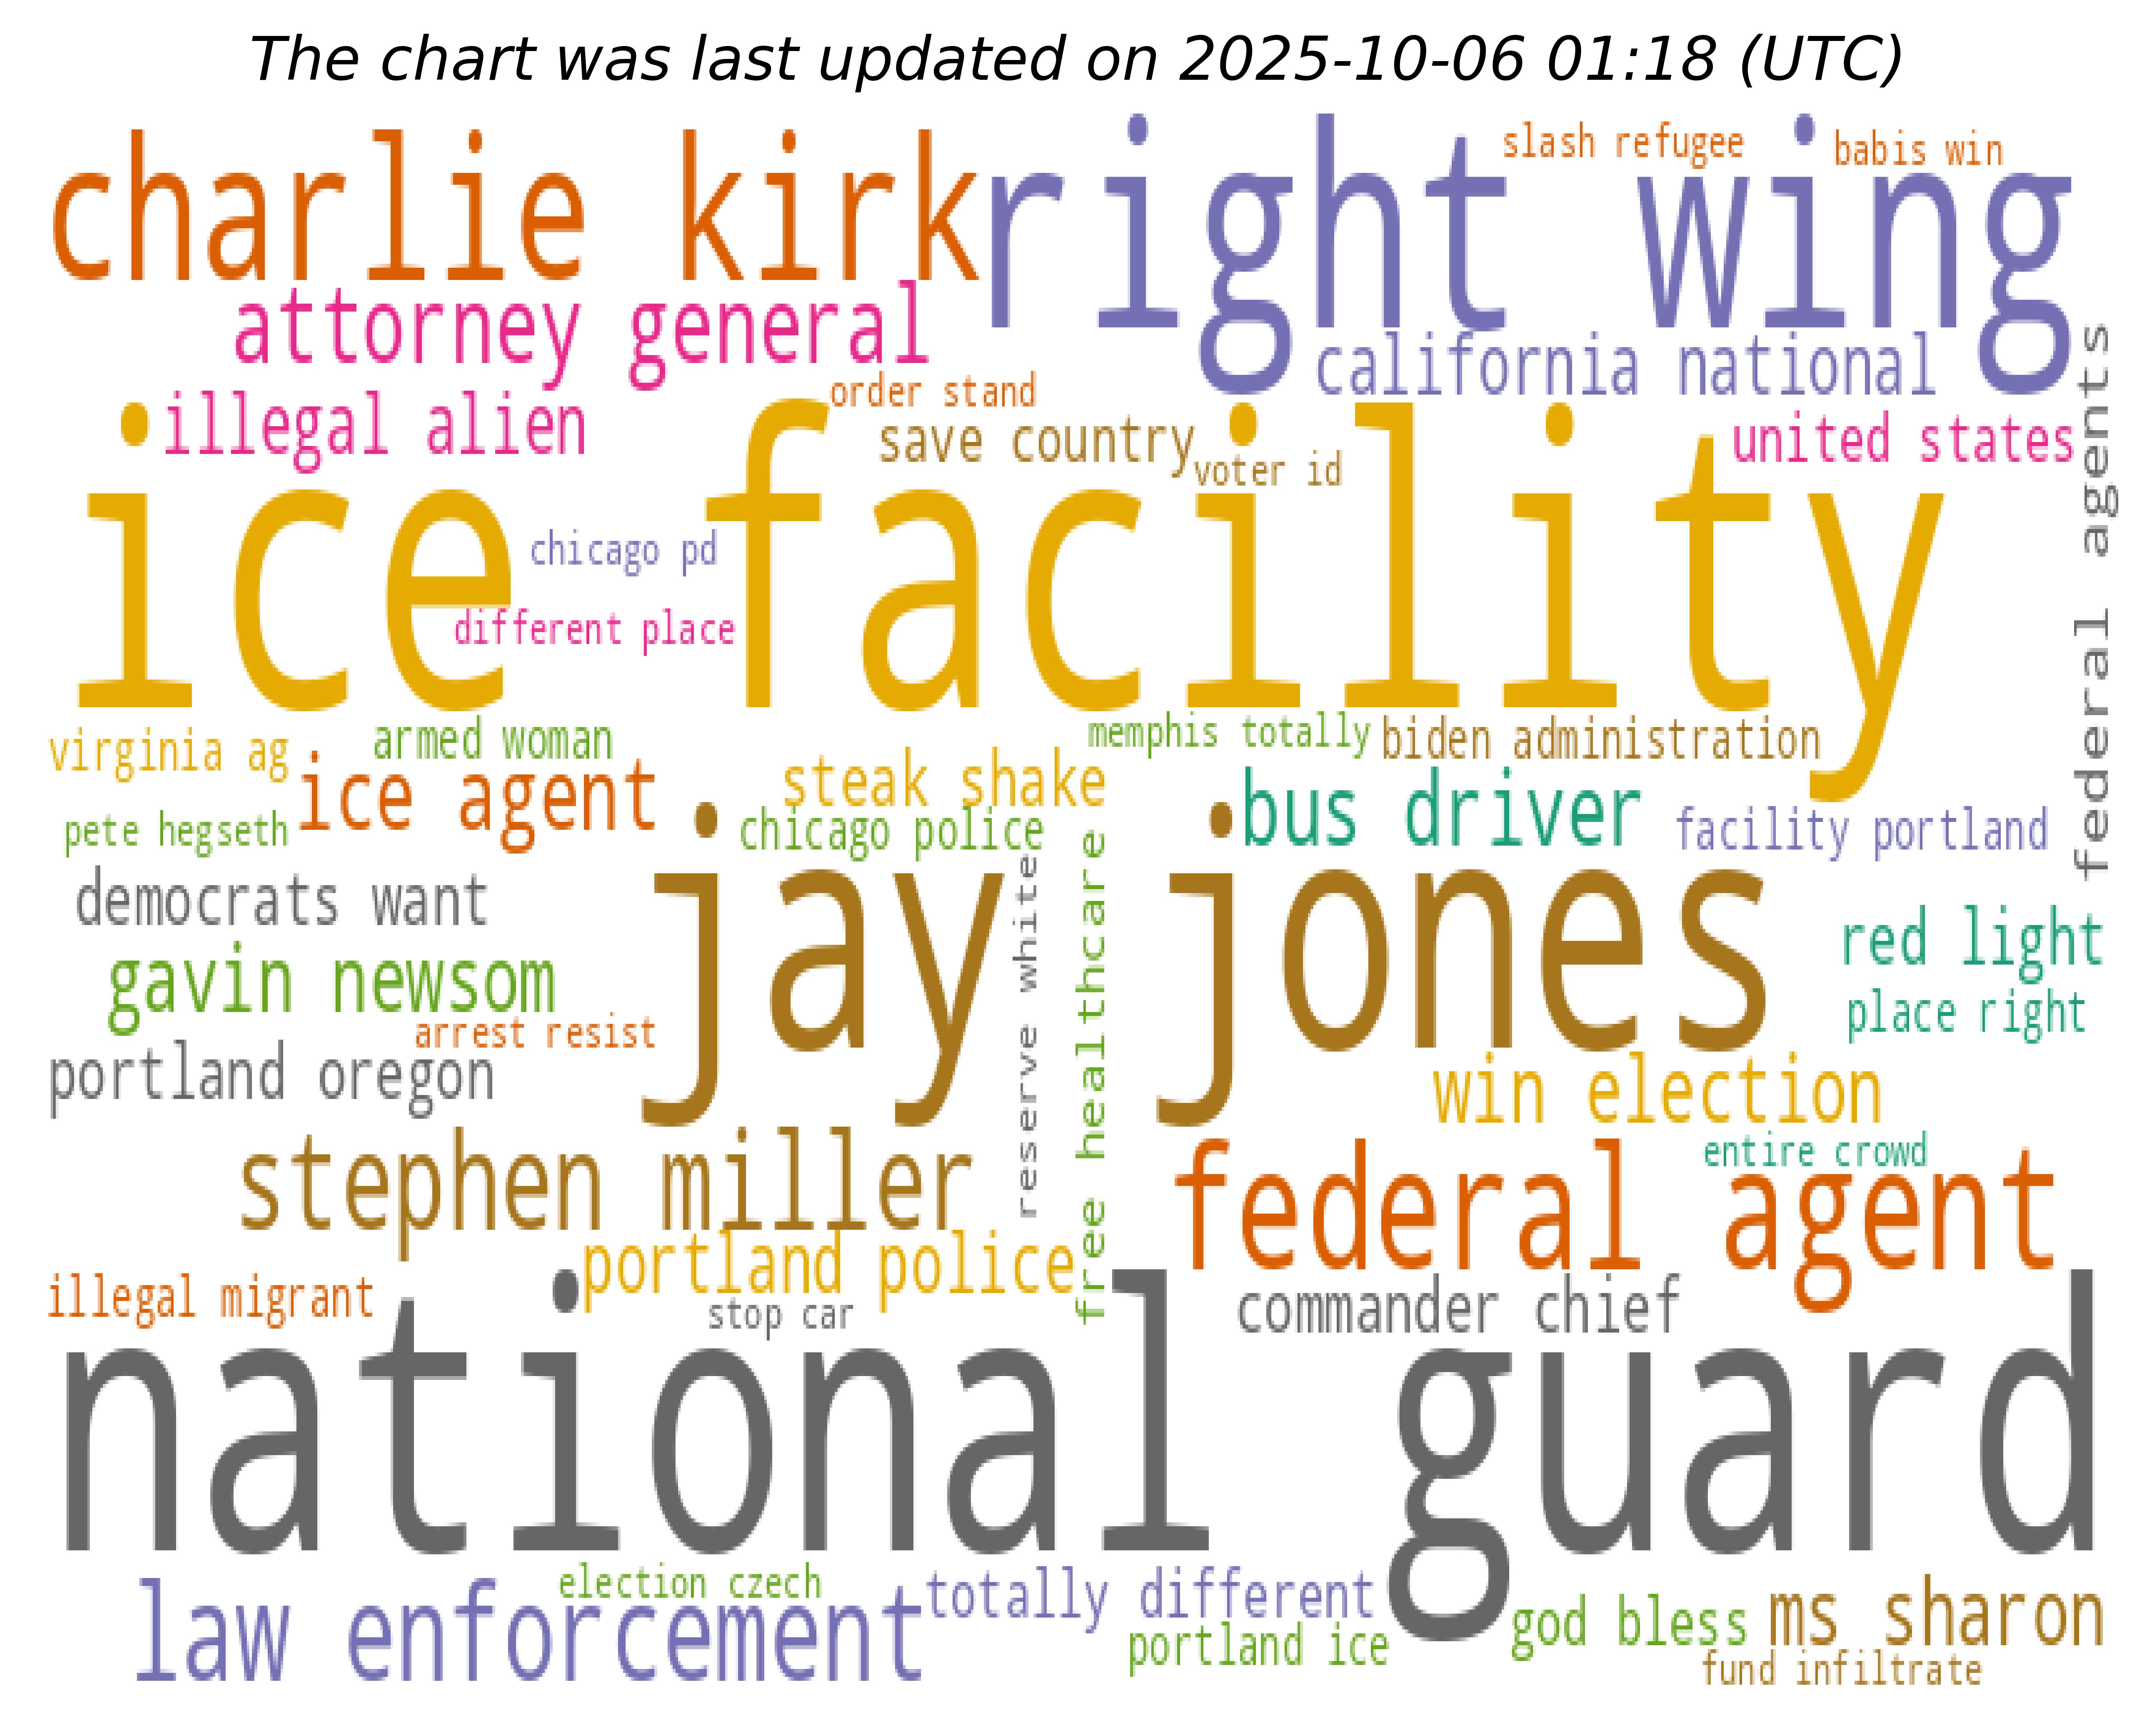 The chart was last updated on 2025-10-06 01:18 (UTC)
charlie kirk
right wing
slash refugee
babis win
attorney general
california national
federal agents
illegal alien
order stand
save country
voter id
united states
ice facility
chicago pd
different place
virginia ag
armed woman
memphis totally
biden administration
ice agent
steak shake
bus driver
facility portland
pete hegseth
chicago police
democrats want
jay jones
reserve white
free healthcare
red light
gavin newsom
place right
arrest resist
portland oregon
win election
stephen miller
federal agent
entire crowd
portland police
illegal migrant
stop car
commander chief
national guard
law enforcement
election czech
totally different
portland ice
god bless
ms sharon
fund infiltrate